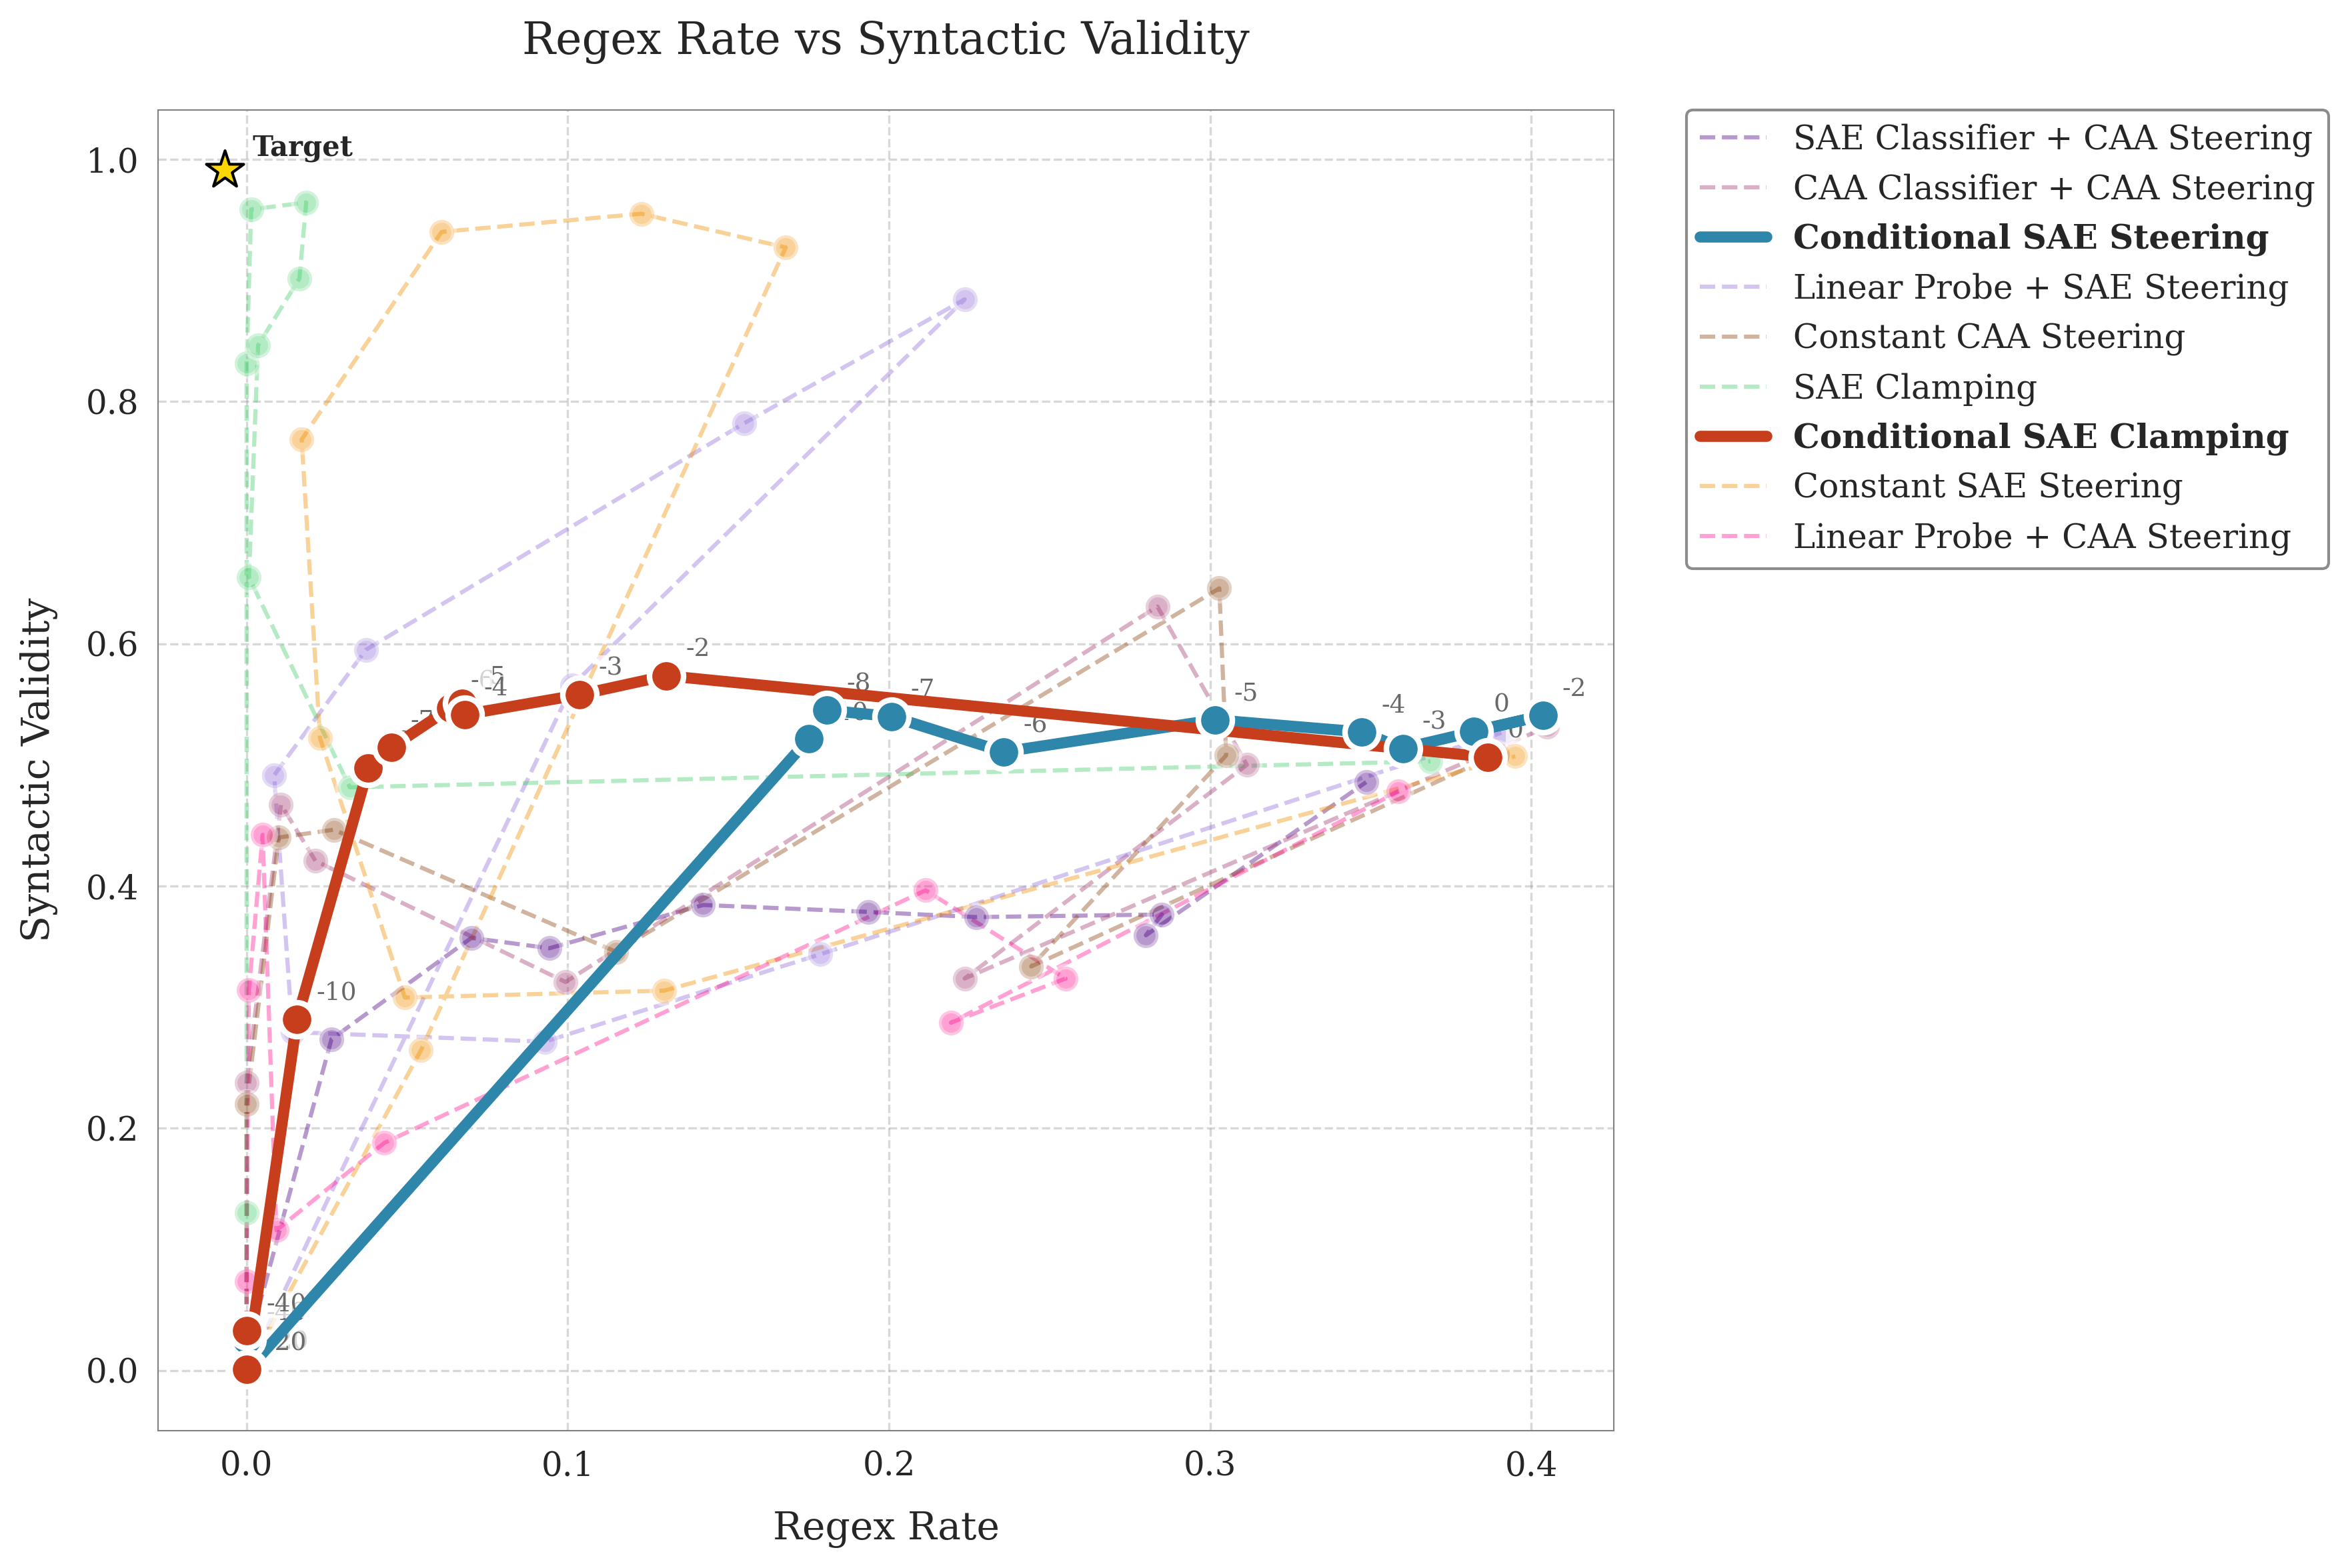 Regex Rate vs Syntactic Validity
Target
SAE Classifier + CAA Steering
CAA Classifier + CAA Steering
Conditional SAE Steering
Linear Probe + SAE Steering
Constant CAA Steering
SAE Clamping
Conditional SAE Clamping
Constant SAE Steering
Linear Probe + CAA Steering
Syntactic Validity
1.0
0.8
0.6
0.4
0.2
0.0
-5
-4
-3
-2
-8
-7
-6
-5
-4
-3
0
-2
0
-10
-40
-20
0.0
0.1
0.2
0.3
0.4
Regex Rate